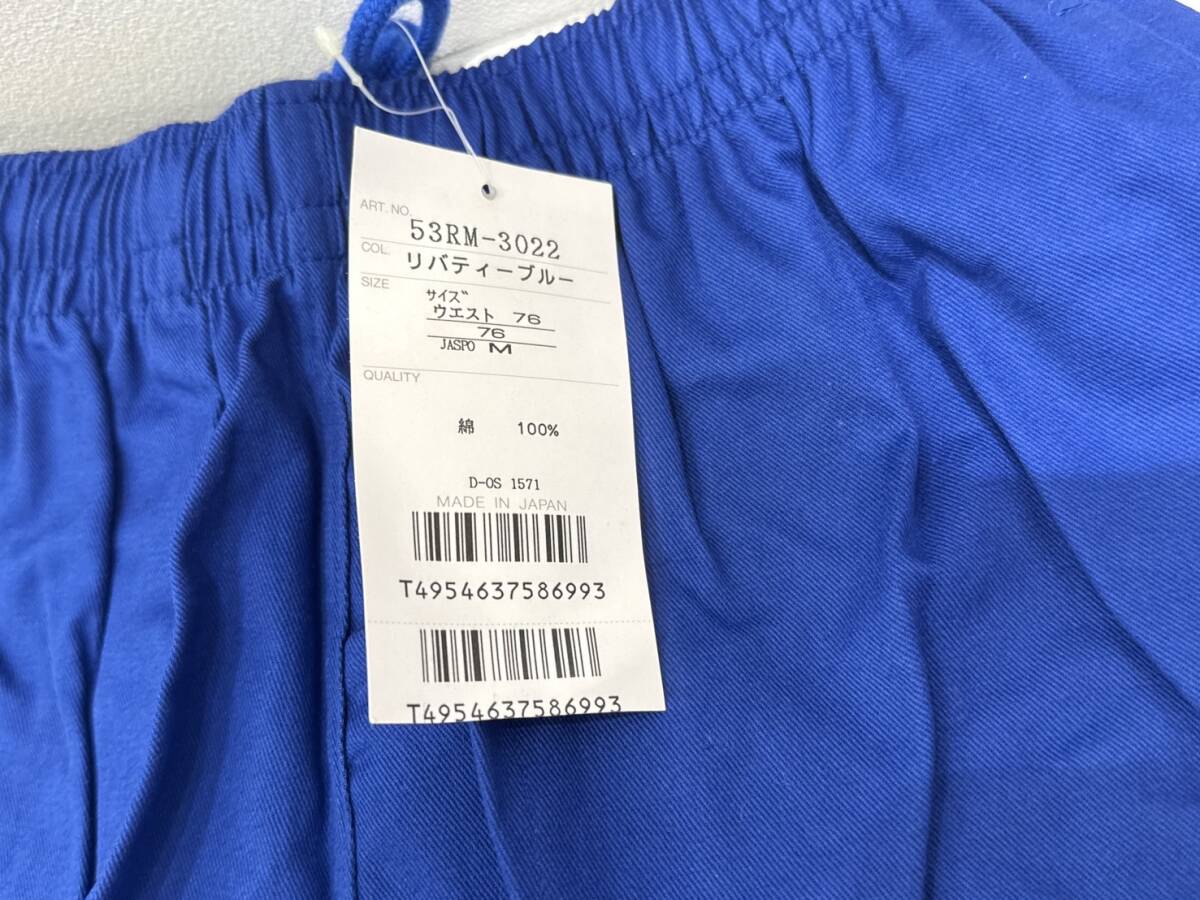 ART. NO.
53RM-3022
COL.
リバティーブルー
SIZE
サイズ
ウエスト 76
76
JASPO M
QUALITY
綿 100%
D-OS 1571
MADE IN JAPAN
T4954637586993
T4954637586993